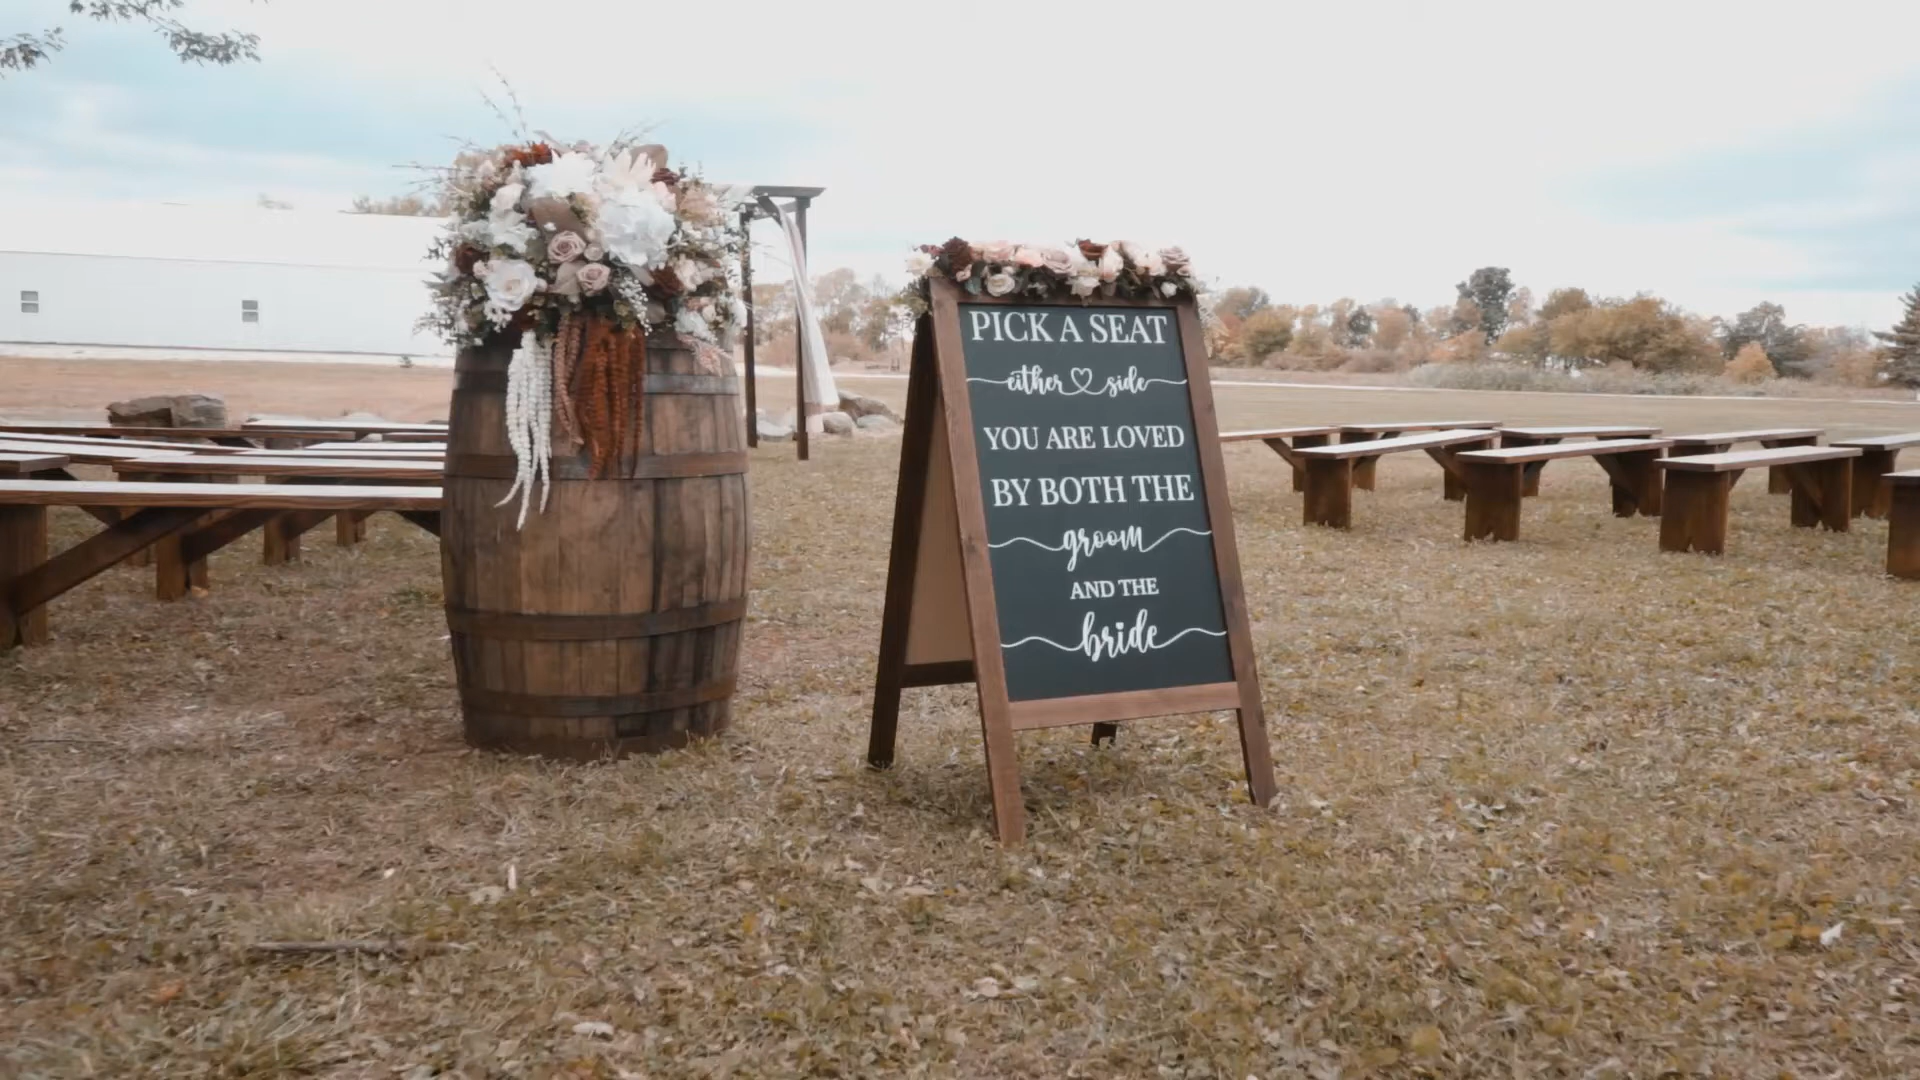 PICK A SEAT
either side
YOU ARE LOVED
BY BOTH THE
groom
AND THE
bride